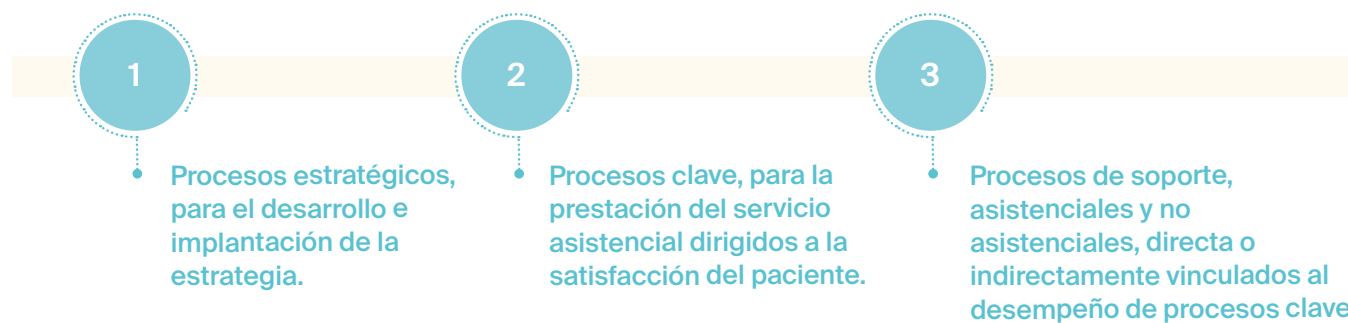 1
Procesos estratégicos,
para el desarrollo e
implantación de la
estrategia.
2
Procesos clave, para la
prestación del servicio
asistencial dirigidos a la
satisfacción del paciente.
3
Procesos de soporte,
asistenciales y no
asistenciales, directa o
indirectamente vinculados al
desempeño de procesos clave